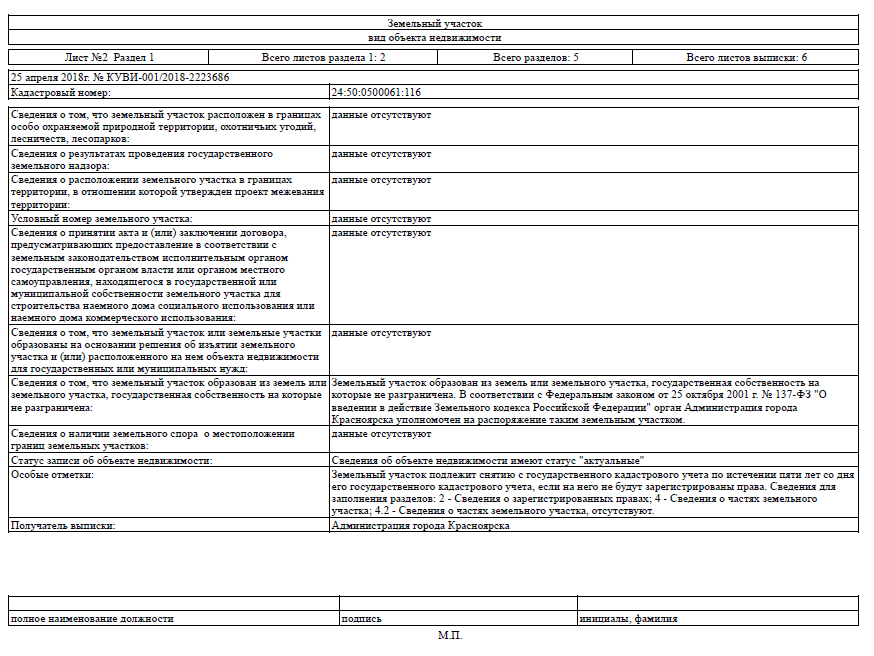 Земельный участок
вид объекта недвижимости
Лист №2 Раздел 1 Всего листов раздела 1: 2 Всего разделов: 5 Всего листов выписки: 6
25 апреля 2018г. № КУВИ-001/2018-2223686
Кадастровый номер: 24:50:0500061:116
Сведения о том, что земельный участок расположен в границах данные отсутствуют
особо охраняемой природной территории, охотничьих угодий,
лесничеств, лесопарков:
Сведения о результатах проведения государственного данные отсутствуют
земельного надзора:
Сведения о расположении земельного участка в границах данные отсутствуют
территории, в отношении которой утвержден проект межевания
территории:
Условный номер земельного участка: данные отсутствуют
Сведения о принятии акта и (или) заключении договора, данные отсутствуют
предусматривающих предоставление в соответствии с
земельным законодательством исполнительным органом
государственным органом власти или органом местного
самоуправления, находящегося в государственной или
муниципальной собственности земельного участка для
строительства наемного дома социального использования или
наемного дома коммерческого использования:
Сведения о том, что земельный участок или земельные участки данные отсутствуют
образованы на основании решения об изъятии земельного
участка и (или) расположенного на нем объекта недвижимости
для государственных или муниципальных нужд:
Сведения о том, что земельный участок образован из земель или Земельный участок образован из земель или земельного участка, государственная собственность на
земельного участка, государственная собственность на которые которые не разграничена. В соответствии с Федеральным законом от 25 октября 2001 г. № 137-ФЗ "О
не разграничена: введении в действие Земельного кодекса Российской Федерации" орган Администрация города
Красноярска уполномочен на распоряжение таким земельным участком.
Сведения о наличии земельного спора о местоположении данные отсутствуют
границ земельных участков:
Статус записи об объекте недвижимости: Сведения об объекте недвижимости имеют статус "актуальные"
Особые отметки: Земельный участок подлежит снятию с государственного кадастрового учета по истечении пяти лет со дня
его государственного кадастрового учета, если на него не будут зарегистрированы права. Сведения для
заполнения разделов: 2 - Сведения о зарегистрированных правах; 4 - Сведения о частях земельного
участка; 4.2 - Сведения о частях земельного участка, отсутствуют.
Получатель выписки: Администрация города Красноярска
полное наименование должности подпись инициалы, фамилия
М.П.